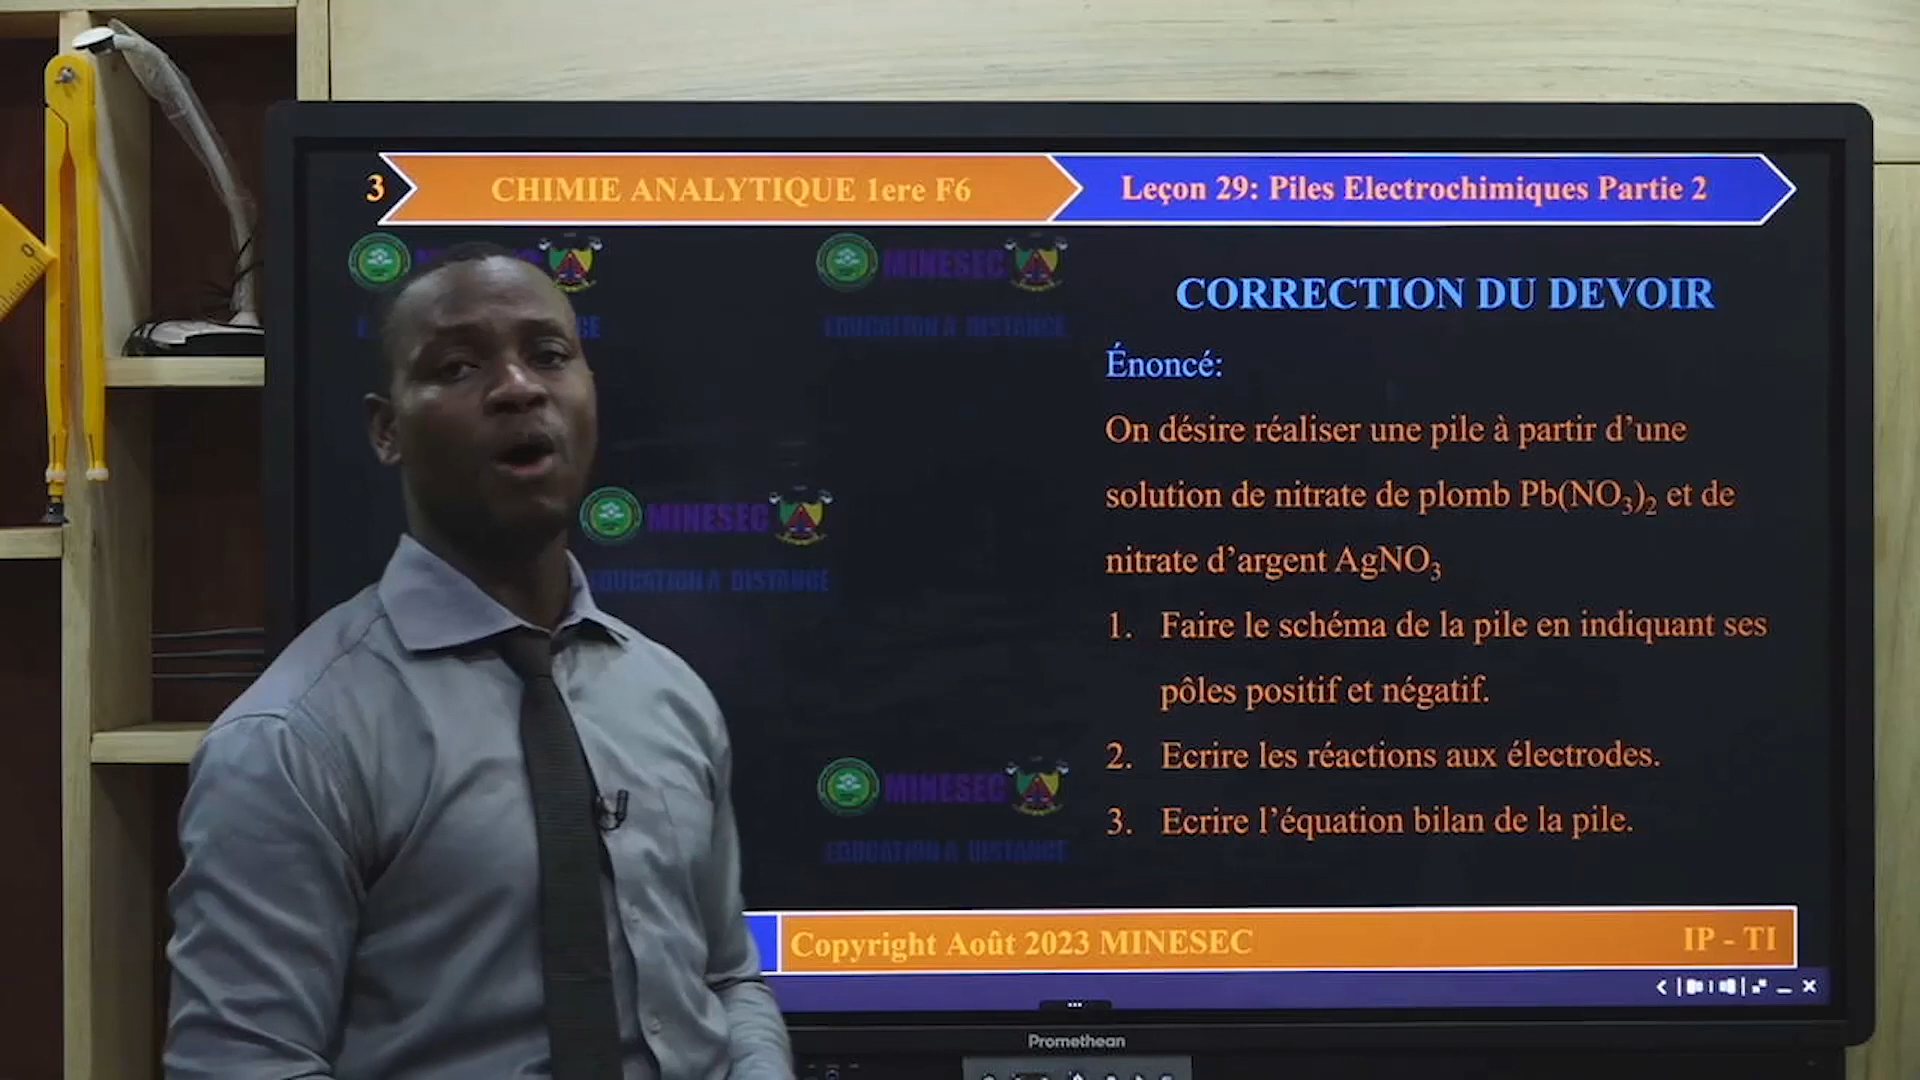 3
CHIMIE ANALYTIQUE 1ere F6
Leçon 29: Piles Electrochimiques Partie 2
MINESEC
EDUCATION A DISTANCE
CORRECTION DU DEVOIR
Énoncé:
On désire réaliser une pile à partir d’une
solution de nitrate de plomb Pb(NO₃)₂ et de
nitrate d’argent AgNO₃
1. Faire le schéma de la pile en indiquant ses
pôles positif et négatif.
MINESEC
EDUCATION A DISTANCE
2. Ecrire les réactions aux électrodes.
3. Ecrire l’équation bilan de la pile.
MINESEC
EDUCATION A DISTANCE
Copyright Août 2023 MINESEC
IP - TI
Promethean
0